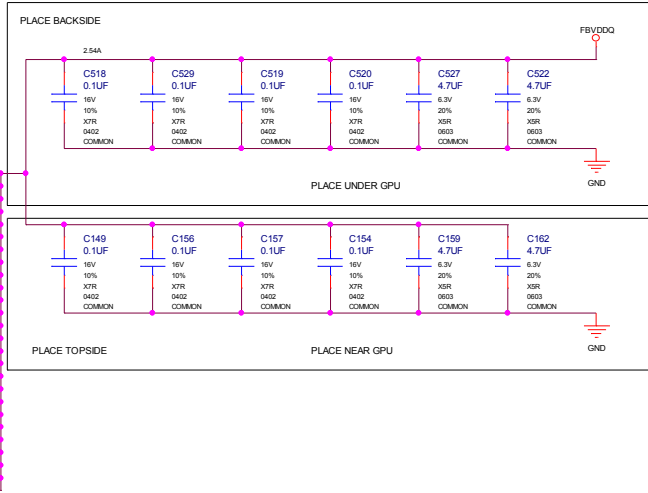 PLACE BACKSIDE
FBVDDQ
2.54A
C518 C529 C519 C520 C527 C522
0.1UF 0.1UF 0.1UF 0.1UF 4.7UF 4.7UF
16V 16V 16V 16V 6.3V 6.3V
10% 10% 10% 10% 20% 20%
X7R X7R X7R X7R X5R X5R
0402 0402 0402 0402 0603 0603
COMMON COMMON COMMON COMMON COMMON COMMON
PLACE UNDER GPU
GND
C149 C156 C157 C154 C159 C162
0.1UF 0.1UF 0.1UF 0.1UF 4.7UF 4.7UF
16V 16V 16V 16V 6.3V 6.3V
10% 10% 10% 10% 20% 20%
X7R X7R X7R X7R X5R X5R
0402 0402 0402 0402 0603 0603
COMMON COMMON COMMON COMMON COMMON COMMON
GND
PLACE TOPSIDE
PLACE NEAR GPU